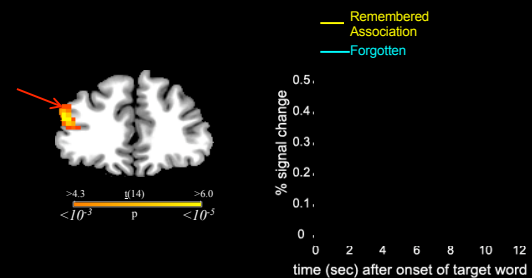 Remembered
Association
Forgotten
>4.3 t(14) >6.0
<10⁻³ p <10⁻⁵
% signal change
0.5
0.4
0.3
0.2
0.1
0
0 2 4 6 8 10 12
time (sec) after onset of target word